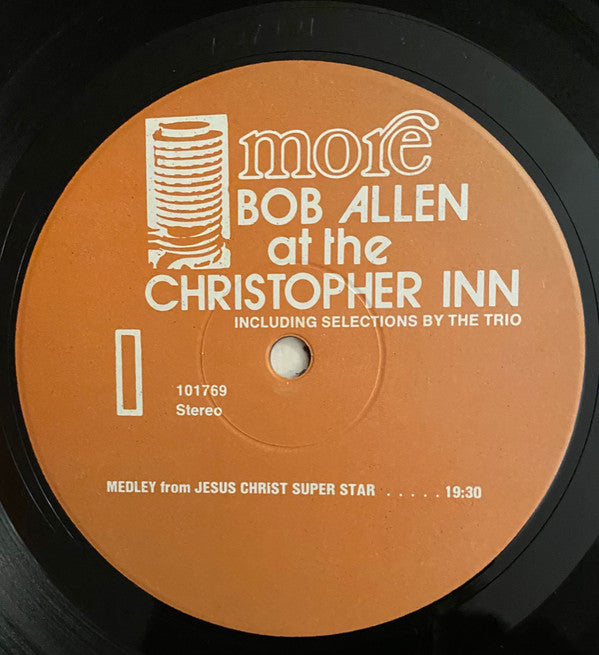 more
BOB ALLEN
at the
CHRISTOPHER INN
INCLUDING SELECTIONS BY THE TRIO
I
101769
Stereo
MEDLEY from JESUS CHRiST SUPER STAR . . . . . 19:30